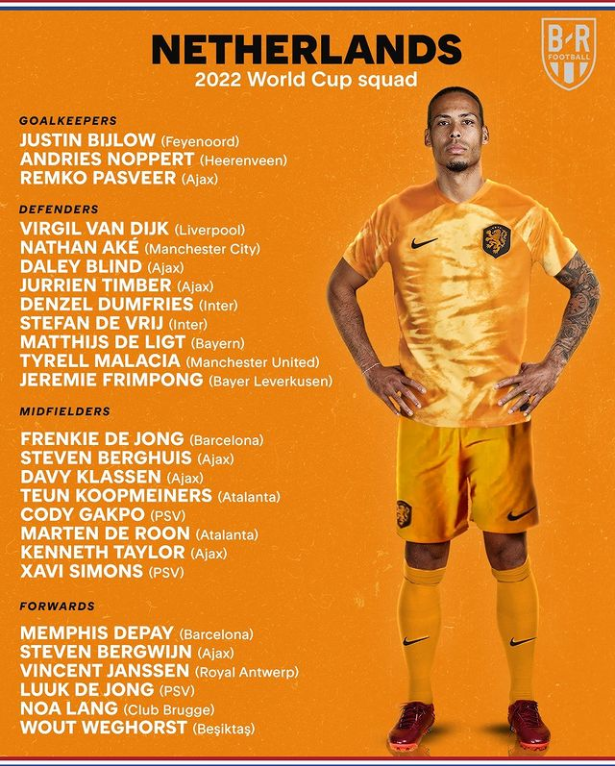 B-R
FOOTBALL
NETHERLANDS
2022 World Cup squad
GOALKEEPERS
JUSTIN BIJLOW (Feyenoord)
ANDRIES NOPPERT (Heerenveen)
REMKO PASVEER (Ajax)
DEFENDERS
VIRGIL VAN DIJK (Liverpool)
NATHAN AKÉ (Manchester City)
DALEY BLIND (Ajax)
JURRIEN TIMBER (Ajax)
DENZEL DUMFRIES (Inter)
STEFAN DE VRIJ (Inter)
MATTHIJS DE LIGT (Bayern)
TYRELL MALACIA (Manchester United)
JEREMIE FRIMPONG (Bayer Leverkusen)
MIDFIELDERS
FRENKIE DE JONG (Barcelona)
STEVEN BERGHUIS (Ajax)
DAVY KLASSEN (Ajax)
TEUN KOOPMEINERS (Atalanta)
CODY GAKPO (PSV)
MARTEN DE ROON (Atalanta)
KENNETH TAYLOR (Ajax)
XAVI SIMONS (PSV)
FORWARDS
MEMPHIS DEPAY (Barcelona)
STEVEN BERGWIJN (Ajax)
VINCENT JANSSEN (Royal Antwerp)
LUUK DE JONG (PSV)
NOA LANG (Club Brugge)
WOUT WEGHORST (Beşiktaş)